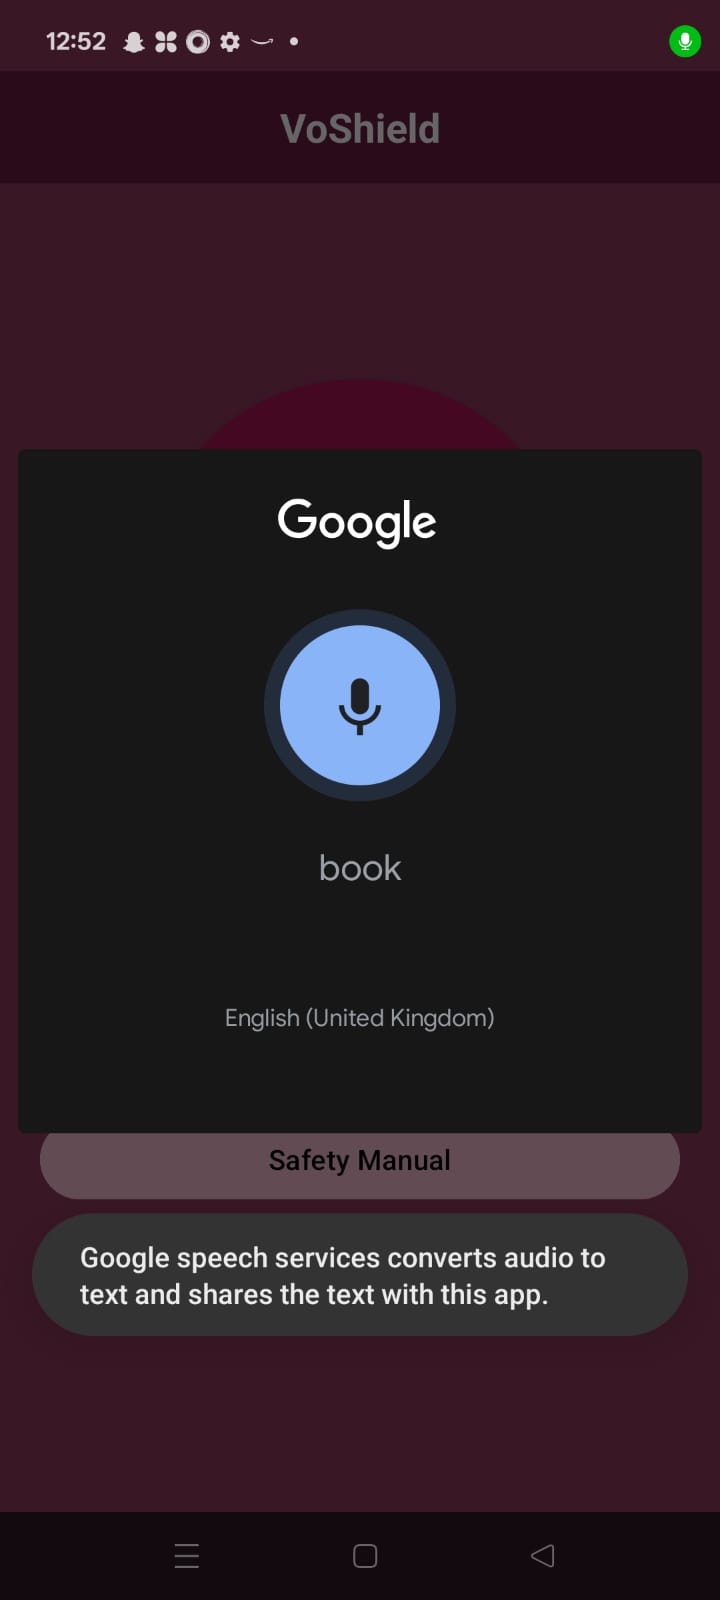 12:52
VoShield
Google
book
English (United Kingdom)
Safety Manual
Google speech services converts audio to
text and shares the text with this app.